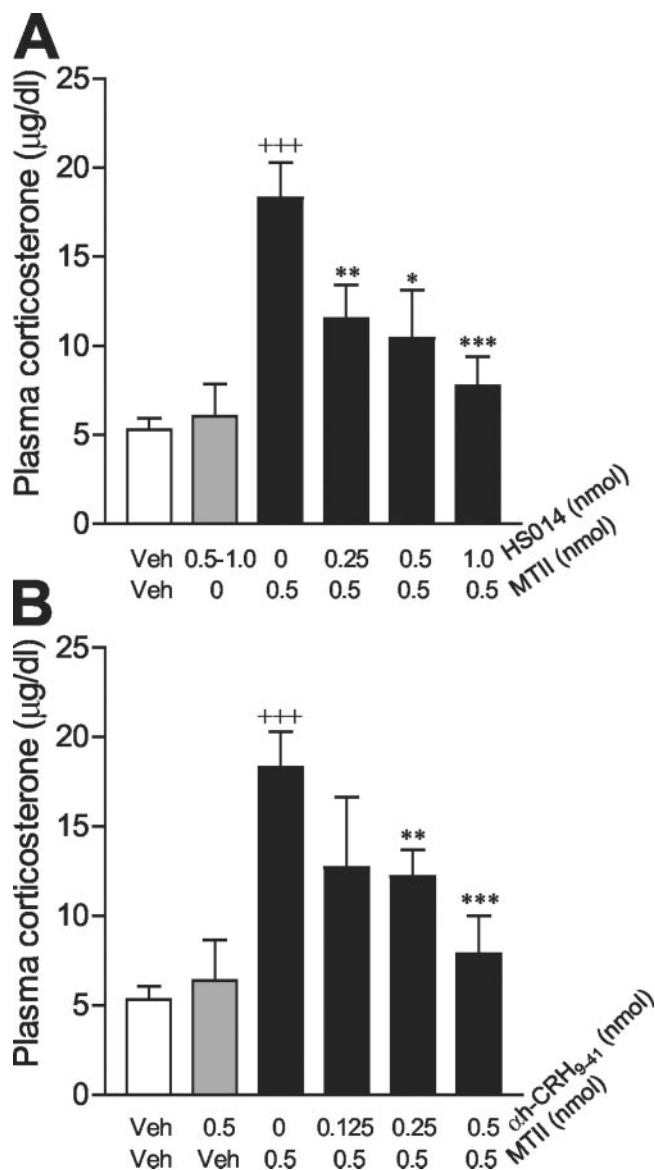 A
Plasma corticosterone (μg/dl)
25
20
15
10
5
0
+++
**
*
***
Veh 0.5-1.0 0 0.25 0.5 1.0 HS014 (nmol)
Veh 0 0.5 0.5 0.5 0.5 MTII (nmol)
B
Plasma corticosterone (μg/dl)
25
20
15
10
5
0
+++
**
***
Veh 0.5 0 0.125 0.25 0.5 αh-CRH₉₋₄₁ (nmol)
Veh Veh 0.5 0.5 0.5 0.5 MTII (nmol)